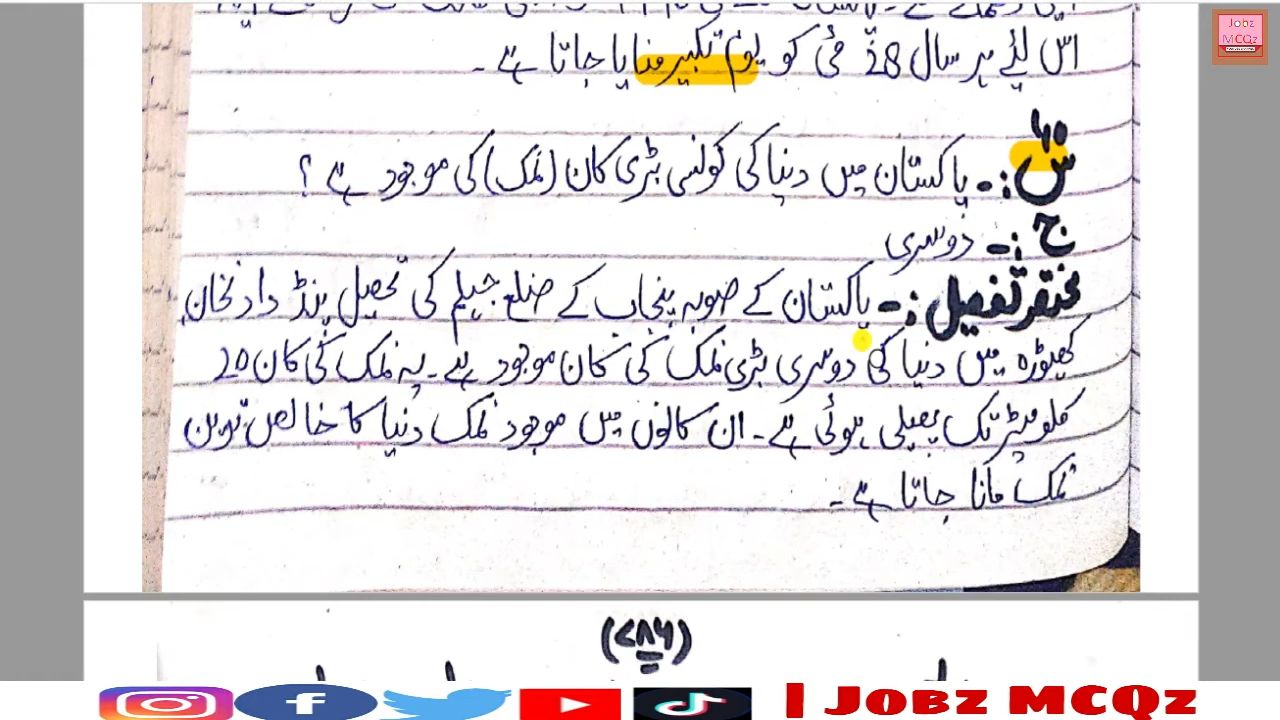 اس لئے ہر سال 28 مئی کو یوم تکبیر منایا جاتا ہے۔
س:- پاکستان میں دنیا کی کونسی بڑی کان (نمک) کی موجود ہے ؟
ج:- دوسری
مختصر تفصیل:- پاکستان کے صوبہ پنجاب کے ضلع جہلم کی تحصیل پنڈ دادنخان
کھیوڑہ میں دنیا کی دوسری بڑی نمک کی کان موجود ہے۔ یہ نمک کی کان 20
کلومیٹر تک پھیلی ہوئی ہے۔ ان کانوں میں موجود نمک دنیا کا خالص ترین
نمک مانا جاتا ہے۔
(۷۸۶)
Jobz
MCQz
| Jobz MCQz